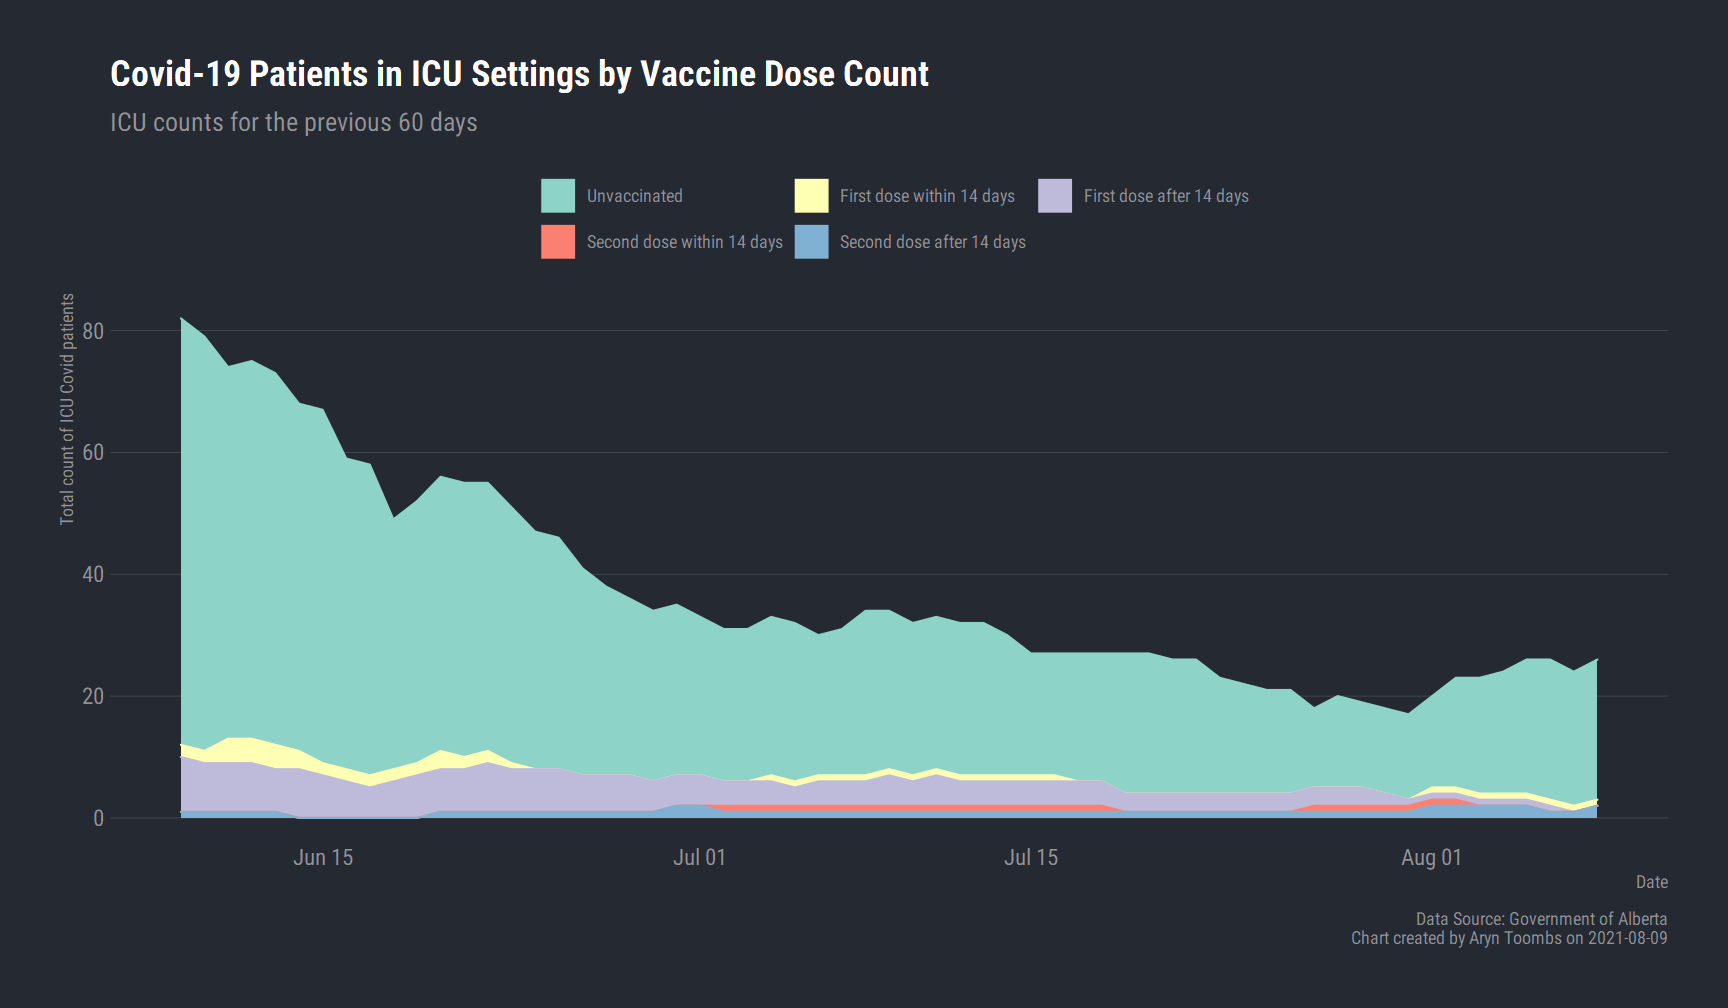 Covid-19 Patients in ICU Settings by Vaccine Dose Count
ICU counts for the previous 60 days
Unvaccinated
First dose within 14 days
First dose after 14 days
Second dose within 14 days
Second dose after 14 days
Total count of ICU Covid patients
80
60
40
20
0
Jun 15
Jul 01
Jul 15
Aug 01
Date
Data Source: Government of Alberta
Chart created by Aryn Toombs on 2021-08-09